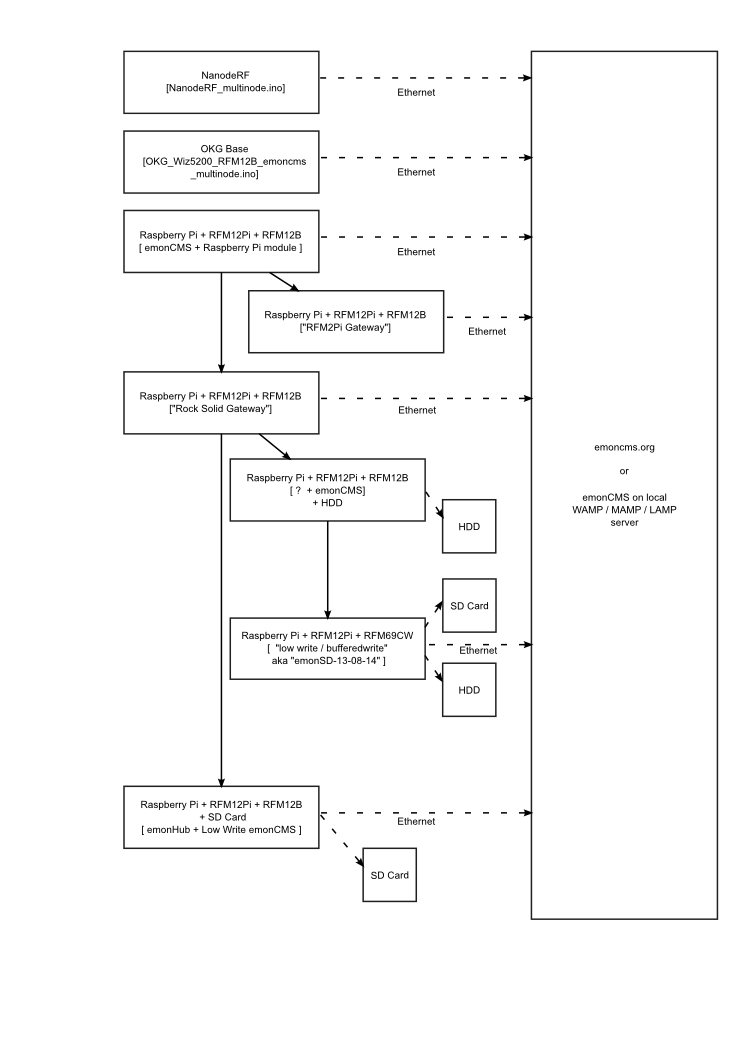 NanodeRF
[NanodeRF_multinode.ino]
Ethernet
OKG Base
[OKG_Wiz5200_RFM12B_emoncms
_multinode.ino]
Ethernet
Raspberry Pi + RFM12Pi + RFM12B
[ emonCMS + Raspberry Pi module ]
Ethernet
Raspberry Pi + RFM12Pi + RFM12B
["RFM2Pi Gateway"]
Ethernet
Raspberry Pi + RFM12Pi + RFM12B
["Rock Solid Gateway"]
Ethernet
Raspberry Pi + RFM12Pi + RFM12B
[ ? + emonCMS]
+ HDD
HDD
SD Card
Raspberry Pi + RFM12Pi + RFM69CW
[ "low write / bufferedwrite"
aka "emonSD-13-08-14" ]
Ethernet
HDD
Raspberry Pi + RFM12Pi + RFM12B
+ SD Card
[ emonHub + Low Write emonCMS ]
Ethernet
SD Card
emoncms.org
or
emonCMS on local
WAMP / MAMP / LAMP
server